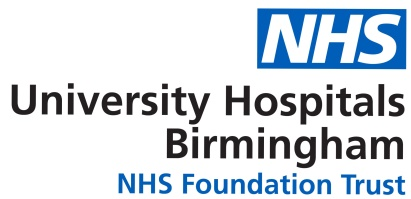 NHS
University Hospitals
Birmingham
NHS Foundation Trust